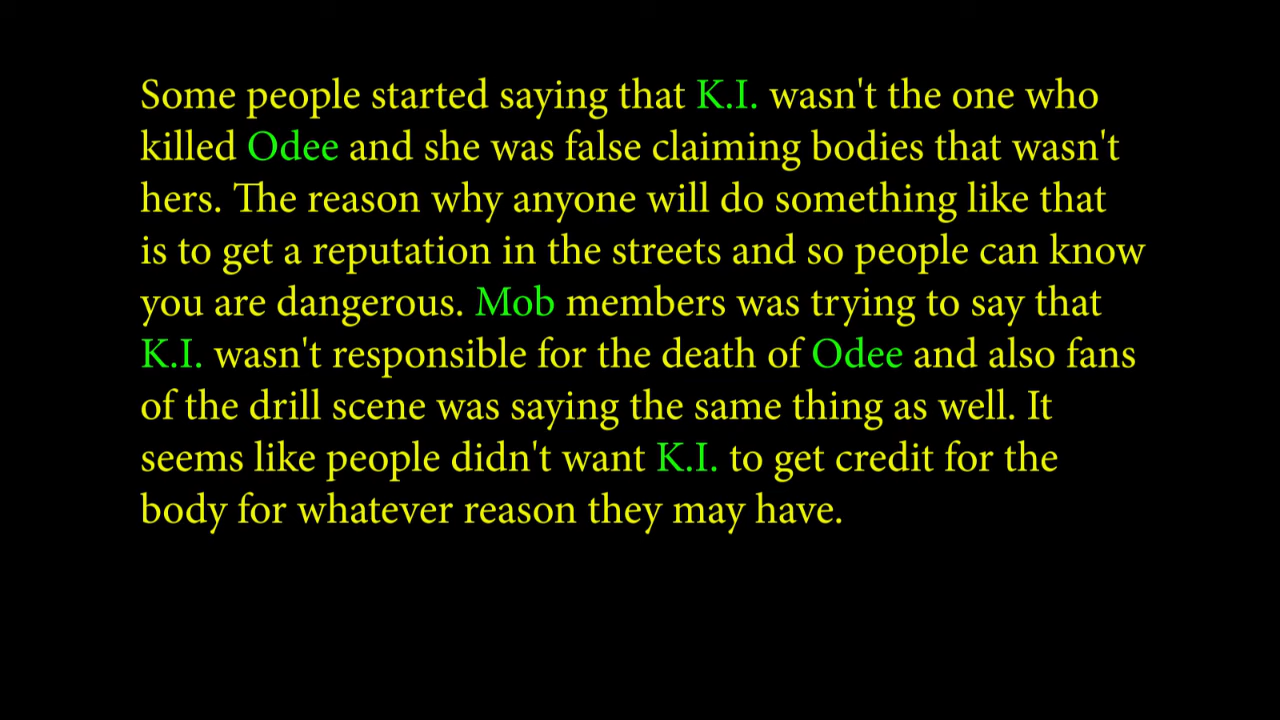 Some people started saying that K.I. wasn't the one who
killed Odee and she was false claiming bodies that wasn't
hers. The reason why anyone will do something like that
is to get a reputation in the streets and so people can know
you are dangerous. Mob members was trying to say that
K.I. wasn't responsible for the death of Odee and also fans
of the drill scene was saying the same thing as well. It
seems like people didn't want K.I. to get credit for the
body for whatever reason they may have.